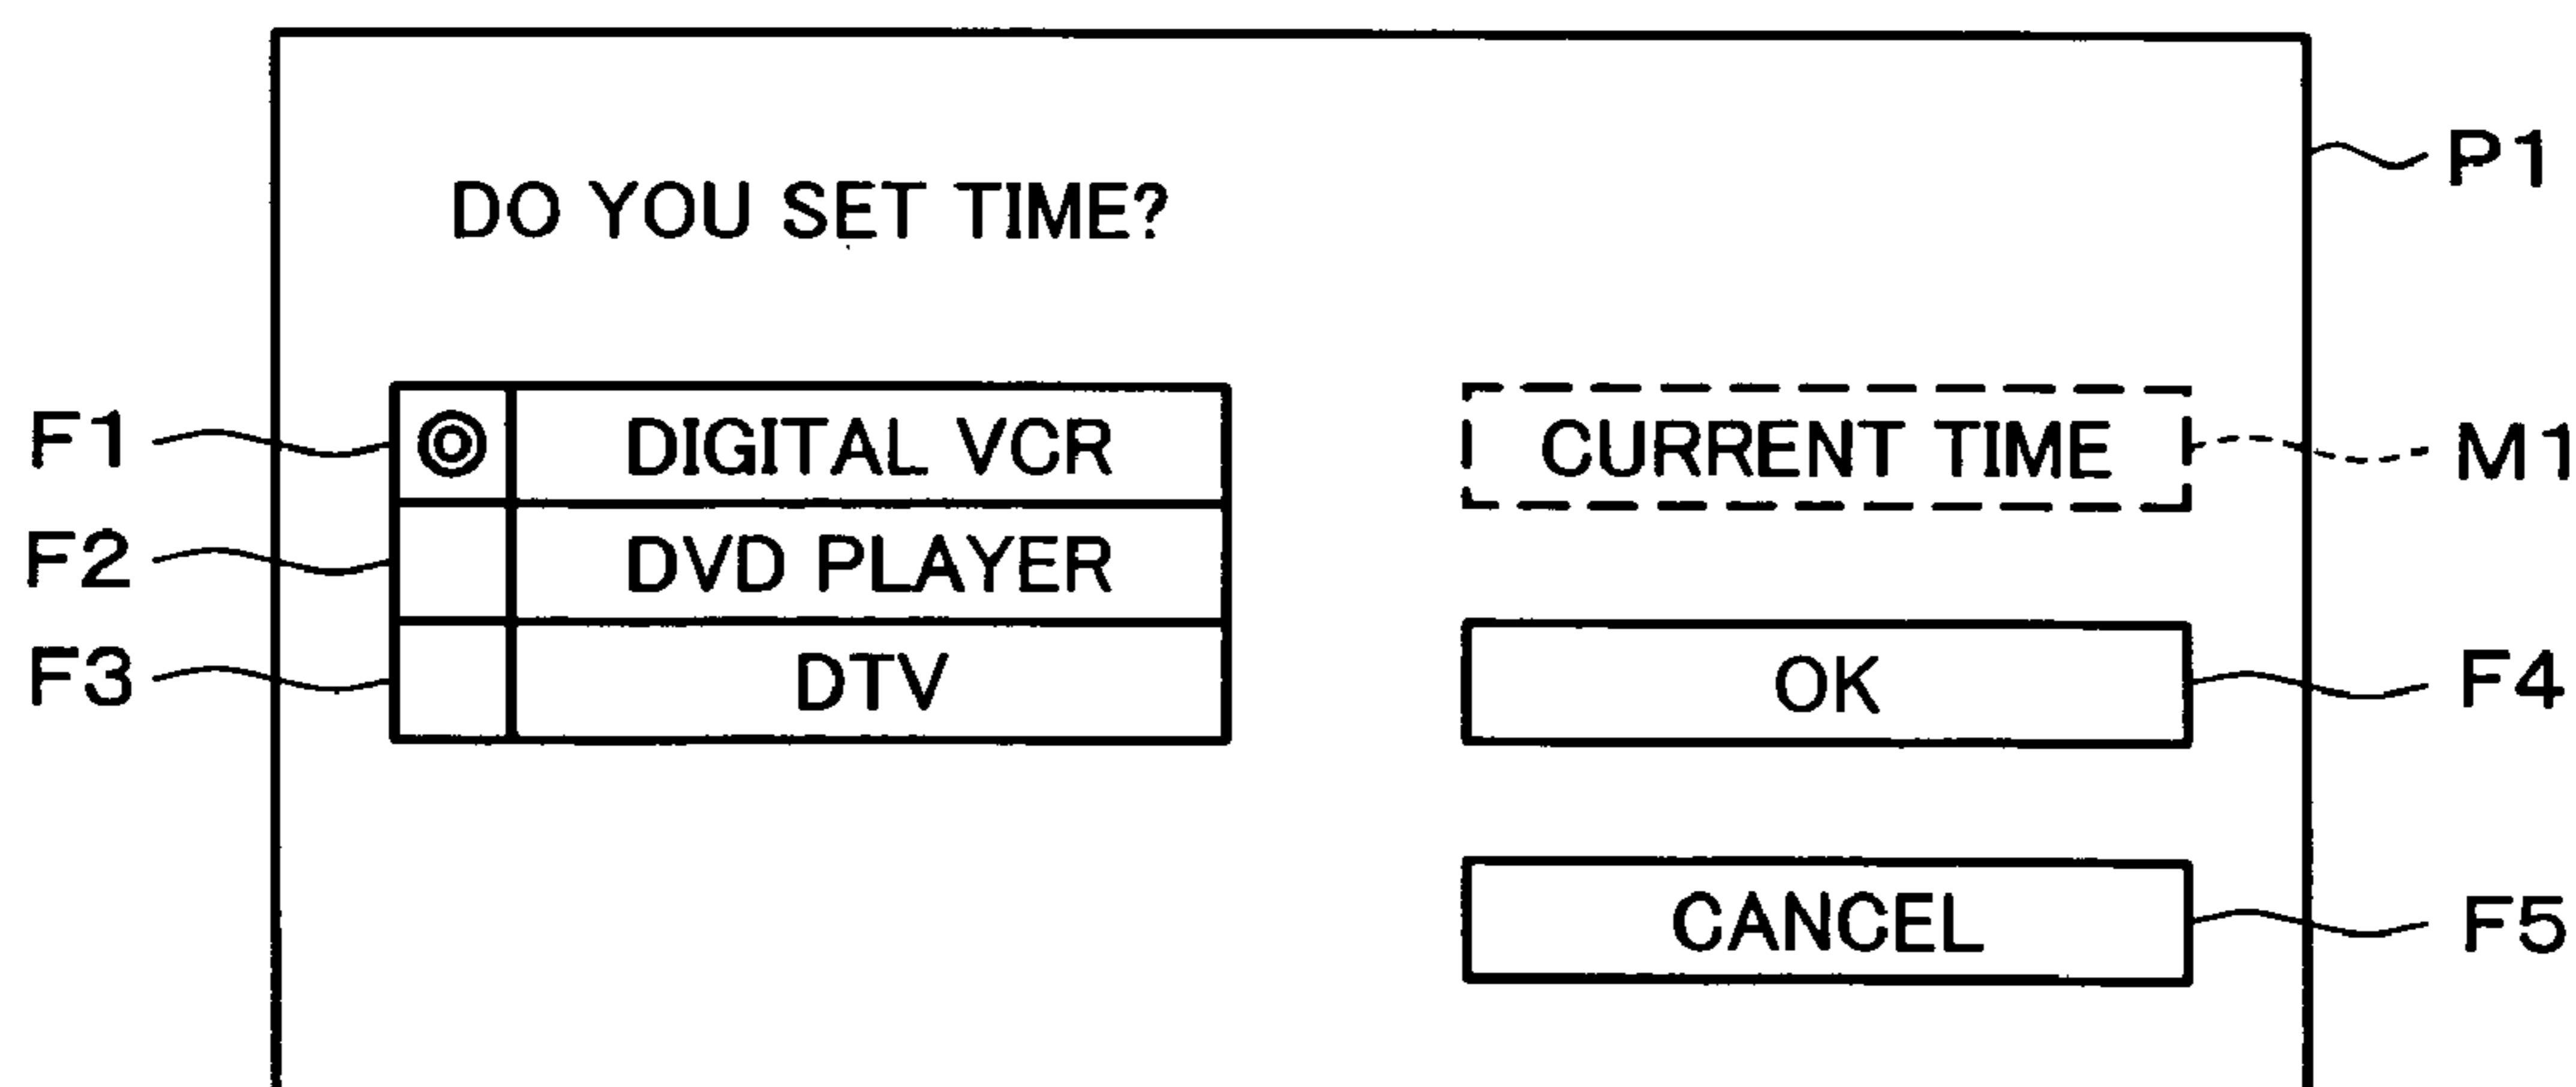 P1
DO YOU SET TIME?
F1 DIGITAL VCR
CURRENT TIME M1
F2 DVD PLAYER
F3 DTV
OK F4
CANCEL F5